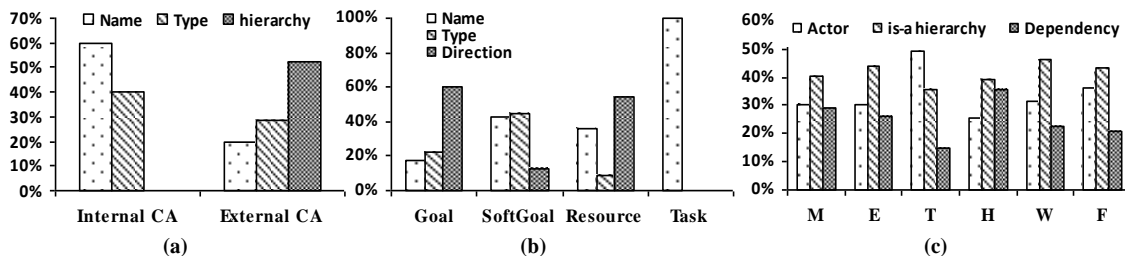 Name Type hierarchy
70%
60%
50%
40%
30%
20%
10%
0%
Internal CA External CA
(a)
Name
Type
Direction
100%
80%
60%
40%
20%
0%
Goal SoftGoal Resource Task
(b)
Actor is-a hierarchy Dependency
60%
50%
40%
30%
20%
10%
0%
M E T H W F
(c)